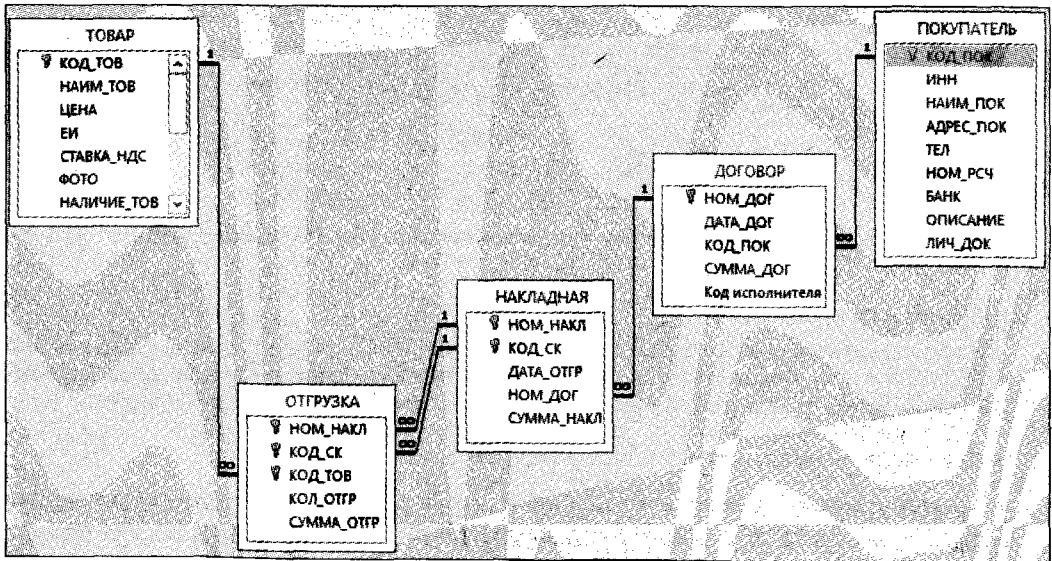 ТОВАР
КОД_ТОВ
НАИМ_ТОВ
ЦЕНА
ЕИ
СТАВКА_НДС
ФОТО
НАЛИЧИЕ_ТОВ
1
∞
ОТГРУЗКА
НОМ_НАКЛ
КОД_СК
КОД_ТОВ
КОЛ_ОТГР
СУММА_ОТГР
∞
∞
1
1
НАКЛАДНАЯ
НОМ_НАКЛ
КОД_СК
ДАТА_ОТГР
НОМ_ДОГ
СУММА_НАКЛ
∞
1
ДОГОВОР
НОМ_ДОГ
ДАТА_ДОГ
КОД_ПОК
СУММА_ДОГ
Код исполнителя
∞
1
ПОКУПАТЕЛЬ
КОД_ПОК
ИНН
НАИМ_ПОК
АДРЕС_ПОК
ТЕЛ
НОМ_РСЧ
БАНК
ОПИСАНИЕ
ЛИЧ_ДОК